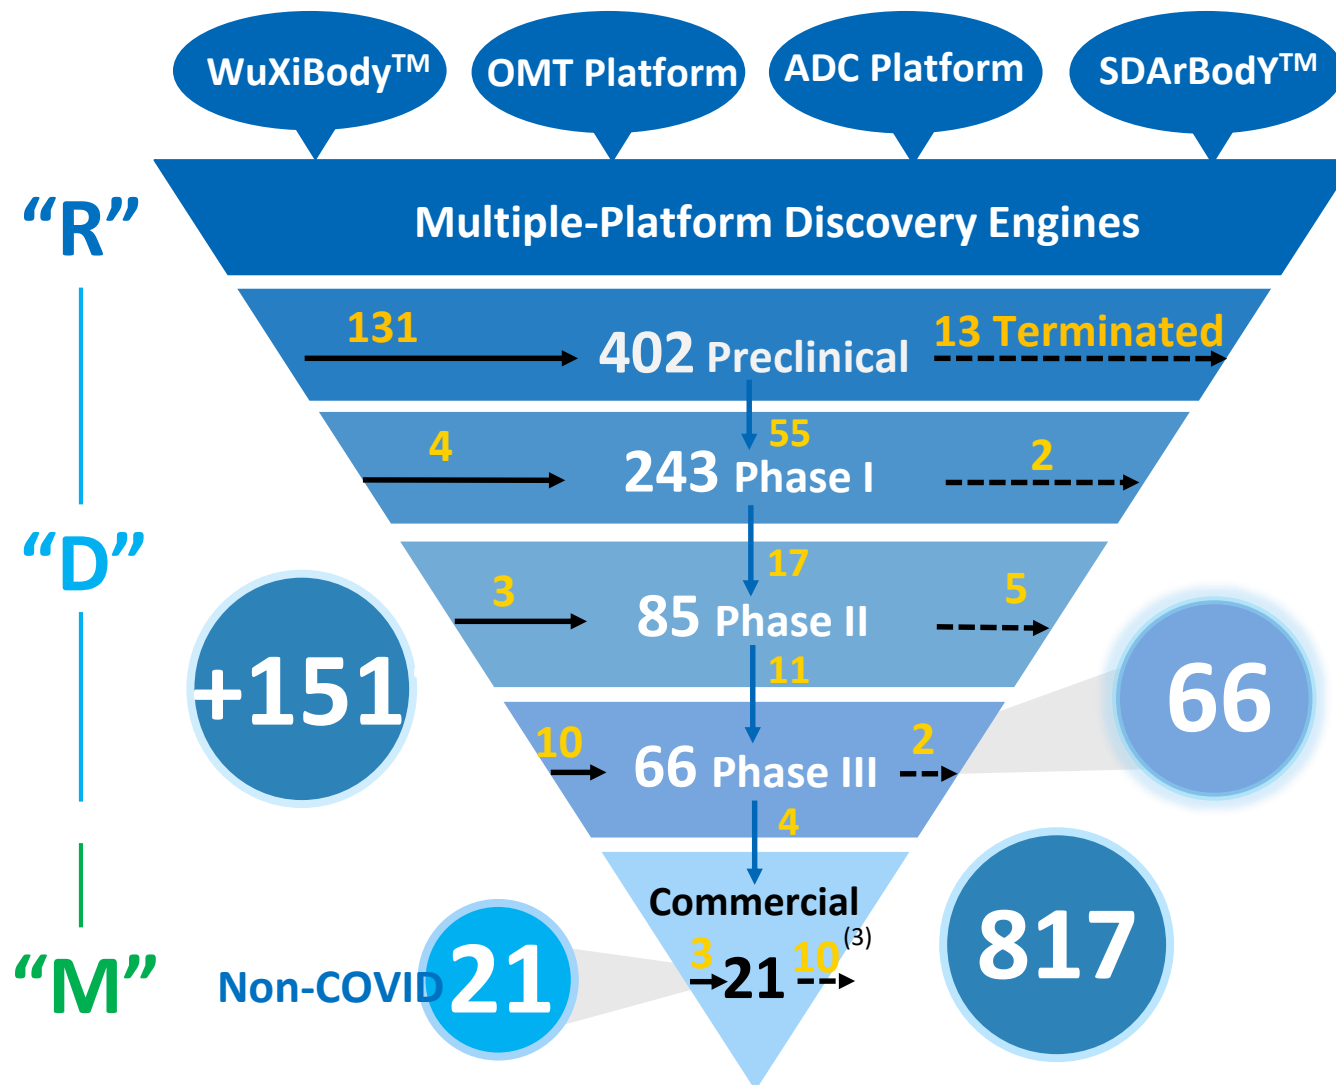 WuXiBody™
OMT Platform
ADC Platform
SDArBodY™
“R”
Multiple-Platform Discovery Engines
131
402 Preclinical
13 Terminated
55
4
243 Phase I
2
“D”
17
3
85 Phase II
5
11
+151
10
66 Phase III
2
66
4
Commercial
“M”
Non-COVID
21
3
21
10
(3)
817